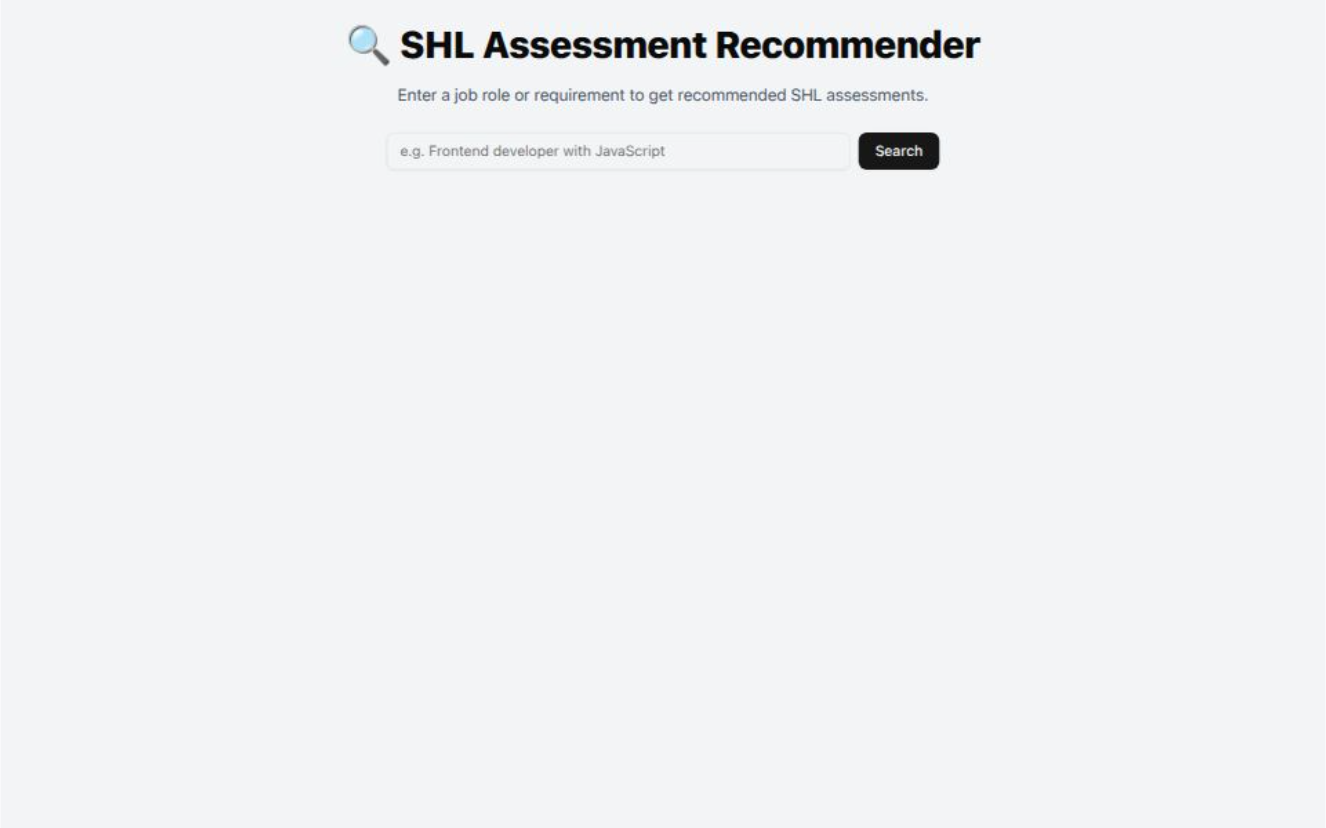 🔍 SHL Assessment Recommender
Enter a job role or requirement to get recommended SHL assessments.
e.g. Frontend developer with JavaScript
Search